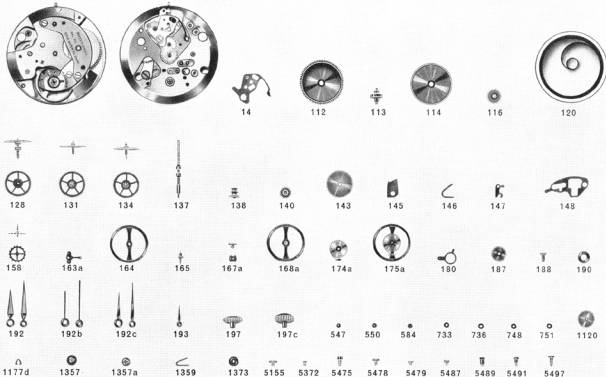 14 112 113 114 116 120
128 131 134 137 138 140 143 145 146 147 148
158 163a 164 165 167a 168a 174a 175a 180 187 188 190
192 192b 192c 193 197 197c 547 550 584 733 736 748 751 1120
1177d 1357 1357a 1359 1373 5155 5372 5475 5478 5479 5487 5489 5491 5497